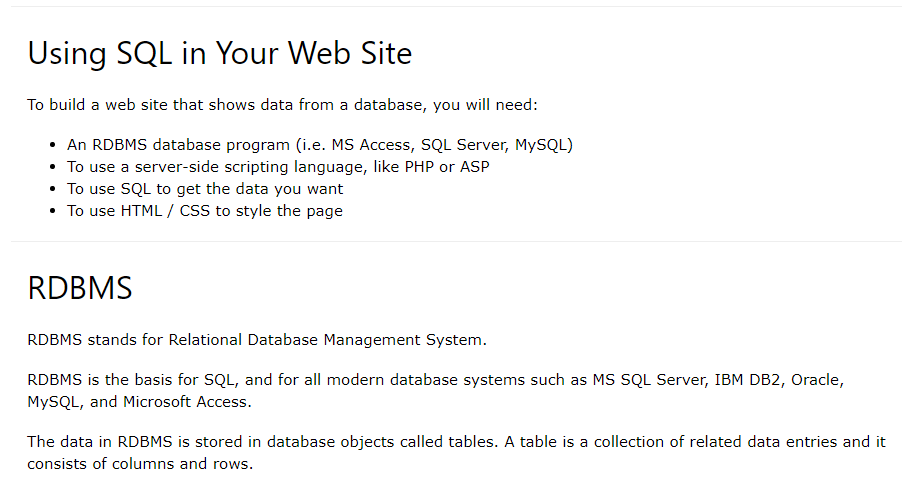 Using SQL in Your Web Site
To build a web site that shows data from a database, you will need:
• An RDBMS database program (i.e. MS Access, SQL Server, MySQL)
• To use a server-side scripting language, like PHP or ASP
• To use SQL to get the data you want
• To use HTML / CSS to style the page
RDBMS
RDBMS stands for Relational Database Management System.
RDBMS is the basis for SQL, and for all modern database systems such as MS SQL Server, IBM DB2, Oracle,
MySQL, and Microsoft Access.
The data in RDBMS is stored in database objects called tables. A table is a collection of related data entries and it
consists of columns and rows.